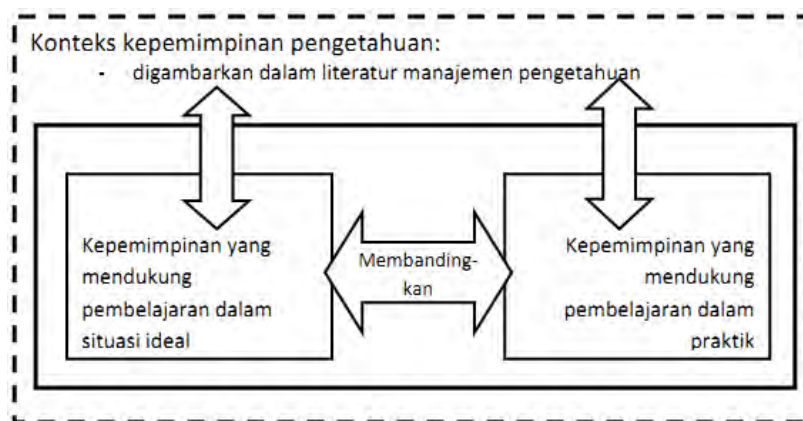 Konteks kepemimpinan pengetahuan:
- digambarkan dalam literatur manajemen pengetahuan
Kepemimpinan yang
mendukung
pembelajaran dalam
situasi ideal
Membanding-
kan
Kepemimpinan yang
mendukung
pembelajaran dalam
praktik